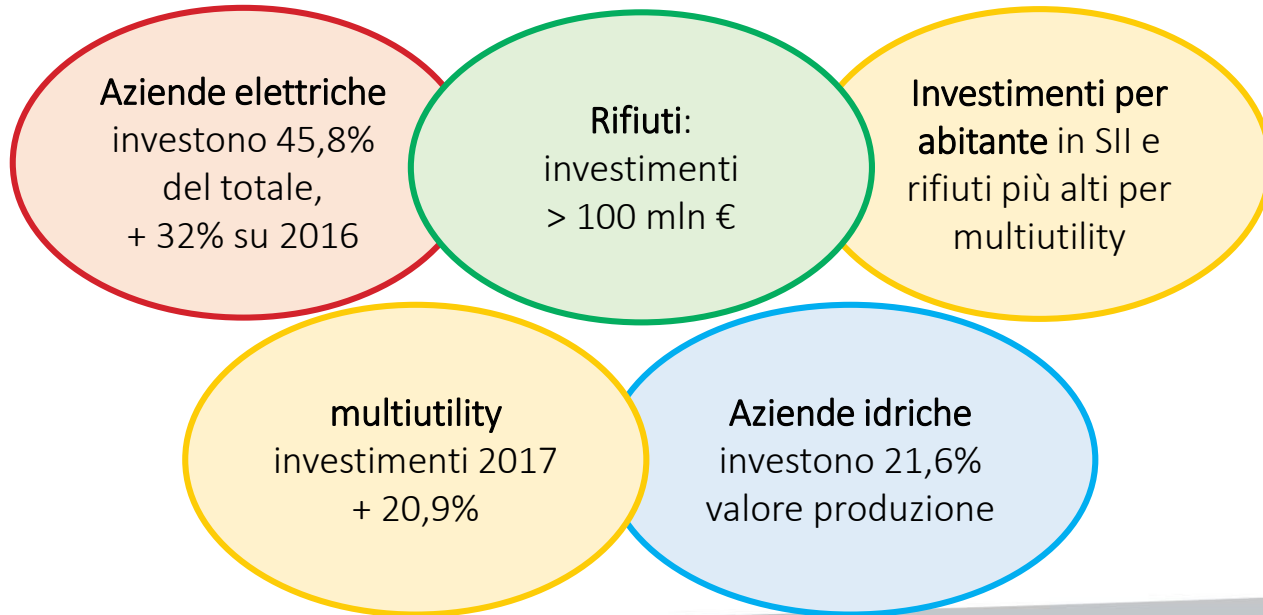 Aziende elettriche
investono 45,8%
del totale,
+ 32% su 2016
Rifiuti:
investimenti
> 100 mln €
Investimenti per
abitante in SII e
rifiuti più alti per
multiutility
multiutility
investimenti 2017
+ 20,9%
Aziende idriche
investono 21,6%
valore produzione